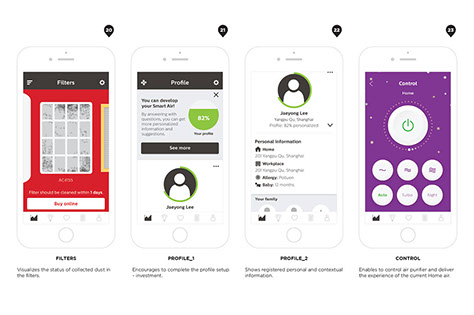 20
21
22
23
Filters
AC4155
Filter should be cleaned within 1 days.
Buy online
Profile
You can develop
your Smart Air!
By answering with
questions, you can get
more personalized
information and
suggestions.
82%
Your profile
See more
Jaeyong Lee
Jaeyong Lee
Yangpu Qu, Shanghai
Profile: 82% personalized
Personal Information
Home
201 Yangpu Qu, Shanghai
Workplace
201 Yangpu Qu, Shanghai
Allergy: Polluen
Baby: 12 months
Your family
Control
Home
Auto
Turbo
Night
FILTERS
Visualizes the status of collected dust in
the filters.
PROFILE_1
Encourages to complete the profile setup
- investment.
PROFILE_2
Shows registered personal and contextual
information.
CONTROL
Enables to control air purifier and deliver
the experience of the current Home air.